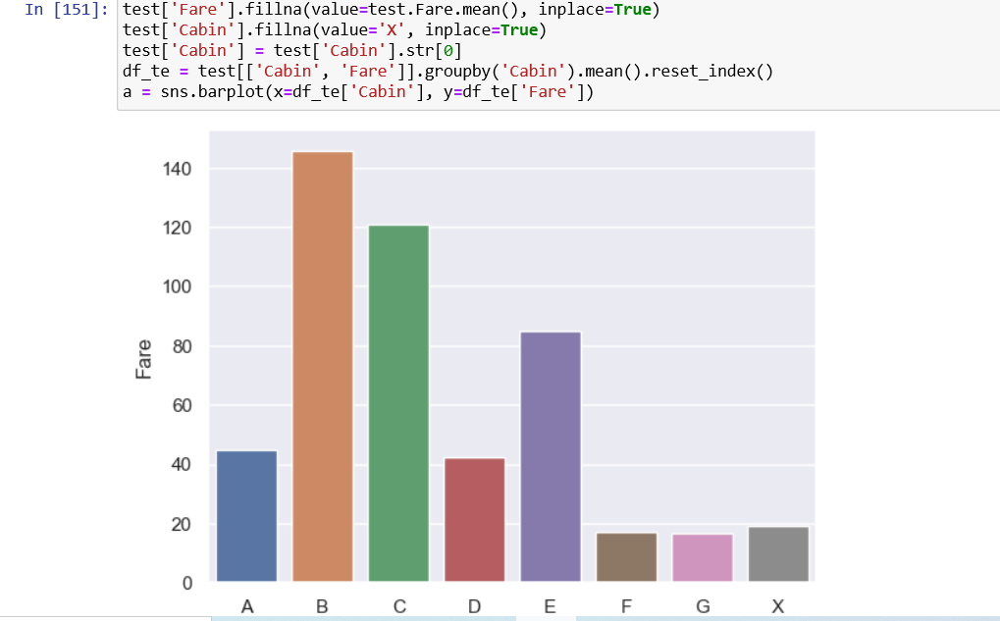 In [151]: test['Fare'].fillna(value=test.Fare.mean(), inplace=True)
test['Cabin'].fillna(value='X', inplace=True)
test['Cabin'] = test['Cabin'].str[0]
df_te = test[['Cabin', 'Fare']].groupby('Cabin').mean().reset_index()
a = sns.barplot(x=df_te['Cabin'], y=df_te['Fare'])
140
120
100
Fare
80
60
40
20
0
A B C D E F G X